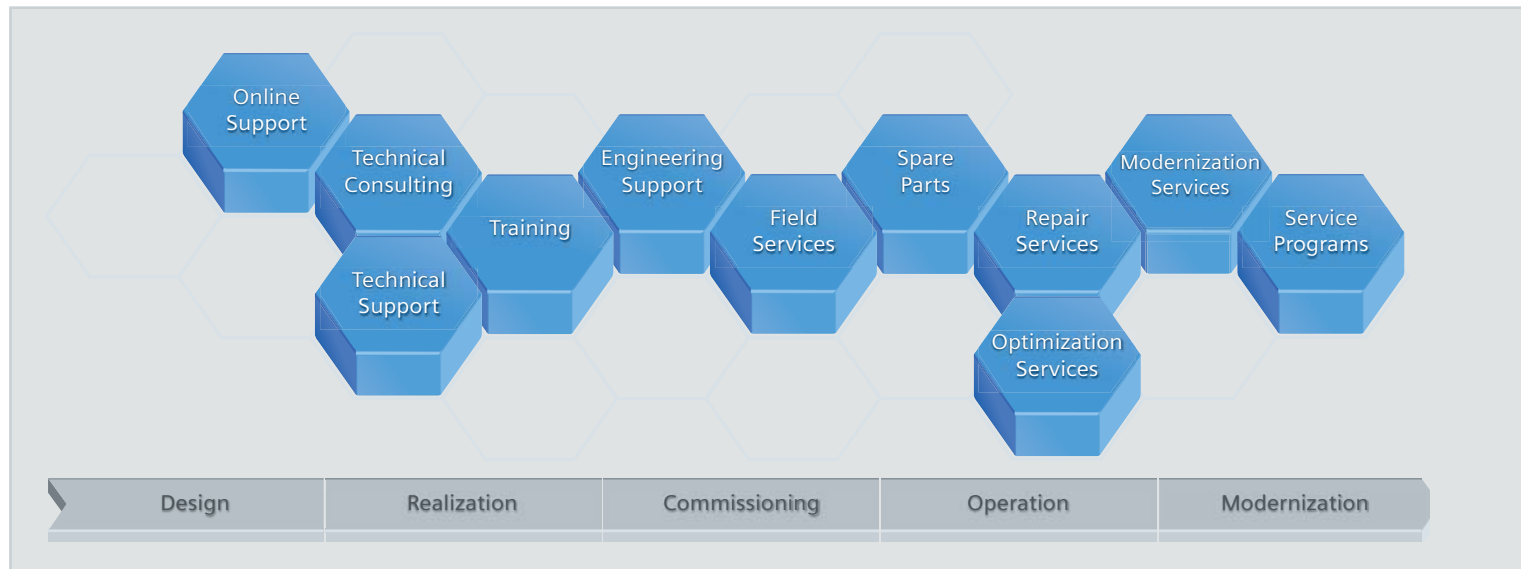 Online
Support
Technical
Consulting
Technical
Support
Training
Engineering
Support
Field
Services
Spare
Parts
Repair
Services
Optimization
Services
Modernization
Services
Service
Programs
Design
Realization
Commissioning
Operation
Modernization